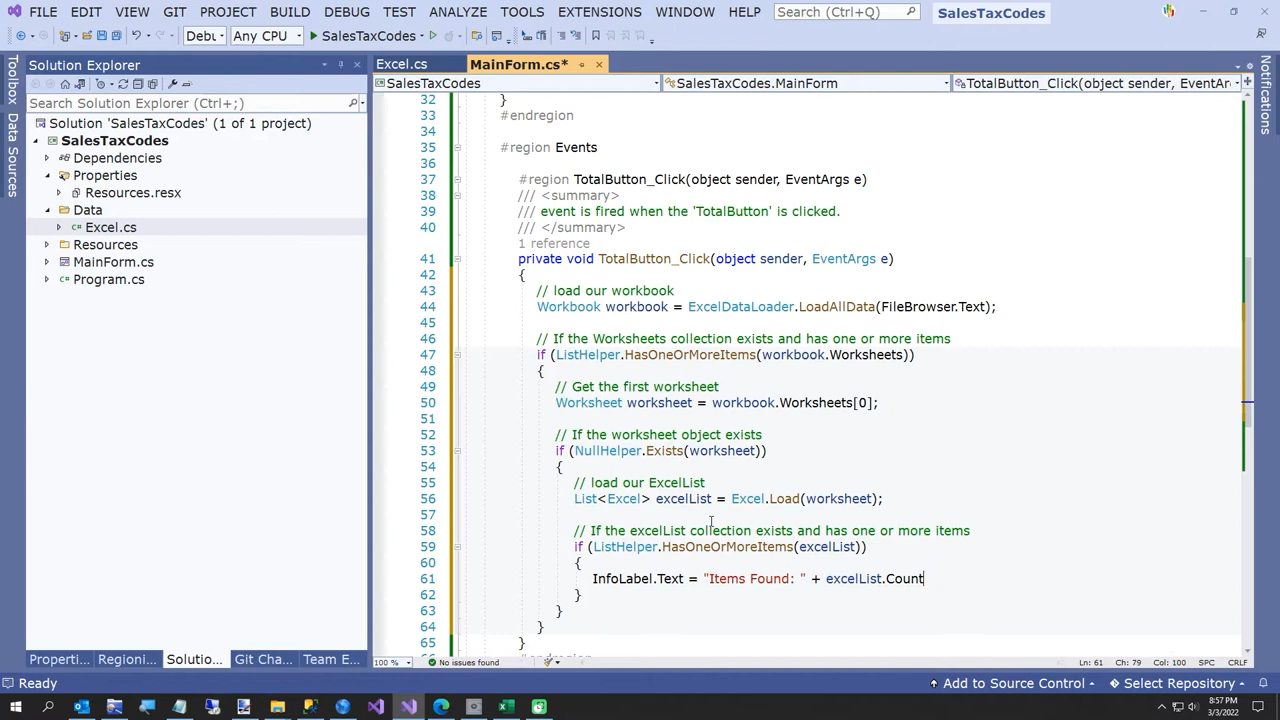 FILE EDIT VIEW GIT PROJECT BUILD DEBUG TEST ANALYZE TOOLS EXTENSIONS WINDOW HELP Search (Ctrl+Q) SalesTaxCodes
Debu Any CPU SalesTaxCodes
Solution Explorer
Search Solution Explorer (Ctrl+;)
Solution 'SalesTaxCodes' (1 of 1 project)
SalesTaxCodes
Dependencies
Properties
Resources.resx
Data
Excel.cs
Resources
MainForm.cs
Program.cs
Properti... Regioni... Solutio... Git Cha... Team E...
Toolbox
Data Sources
Excel.cs MainForm.cs*
SalesTaxCodes SalesTaxCodes.MainForm TotalButton_Click(object sender, EventAr
32 }
33 #endregion
34
35 #region Events
36
37 #region TotalButton_Click(object sender, EventArgs e)
38 /// <summary>
39 /// event is fired when the 'TotalButton' is clicked.
40 /// </summary>
1 reference
41 private void TotalButton_Click(object sender, EventArgs e)
42 {
43 // load our workbook
44 Workbook workbook = ExcelDataLoader.LoadAllData(FileBrowser.Text);
45
46 // If the Worksheets collection exists and has one or more items
47 if (ListHelper.HasOneOrMoreItems(workbook.Worksheets))
48 {
49 // Get the first worksheet
50 Worksheet worksheet = workbook.Worksheets[0];
51
52 // If the worksheet object exists
53 if (NullHelper.Exists(worksheet))
54 {
55 // load our ExcelList
56 List<Excel> excelList = Excel.Load(worksheet);
57
58 // If the excelList collection exists and has one or more items
59 if (ListHelper.HasOneOrMoreItems(excelList))
60 {
61 InfoLabel.Text = "Items Found: " + excelList.Count
62 }
63 }
64 }
65 }
100 % No issues found Ln: 61 Ch: 79 Col: 100 SPC CRLF
Notifications
Ready Add to Source Control Select Repository
8:57 PM
3/3/2022